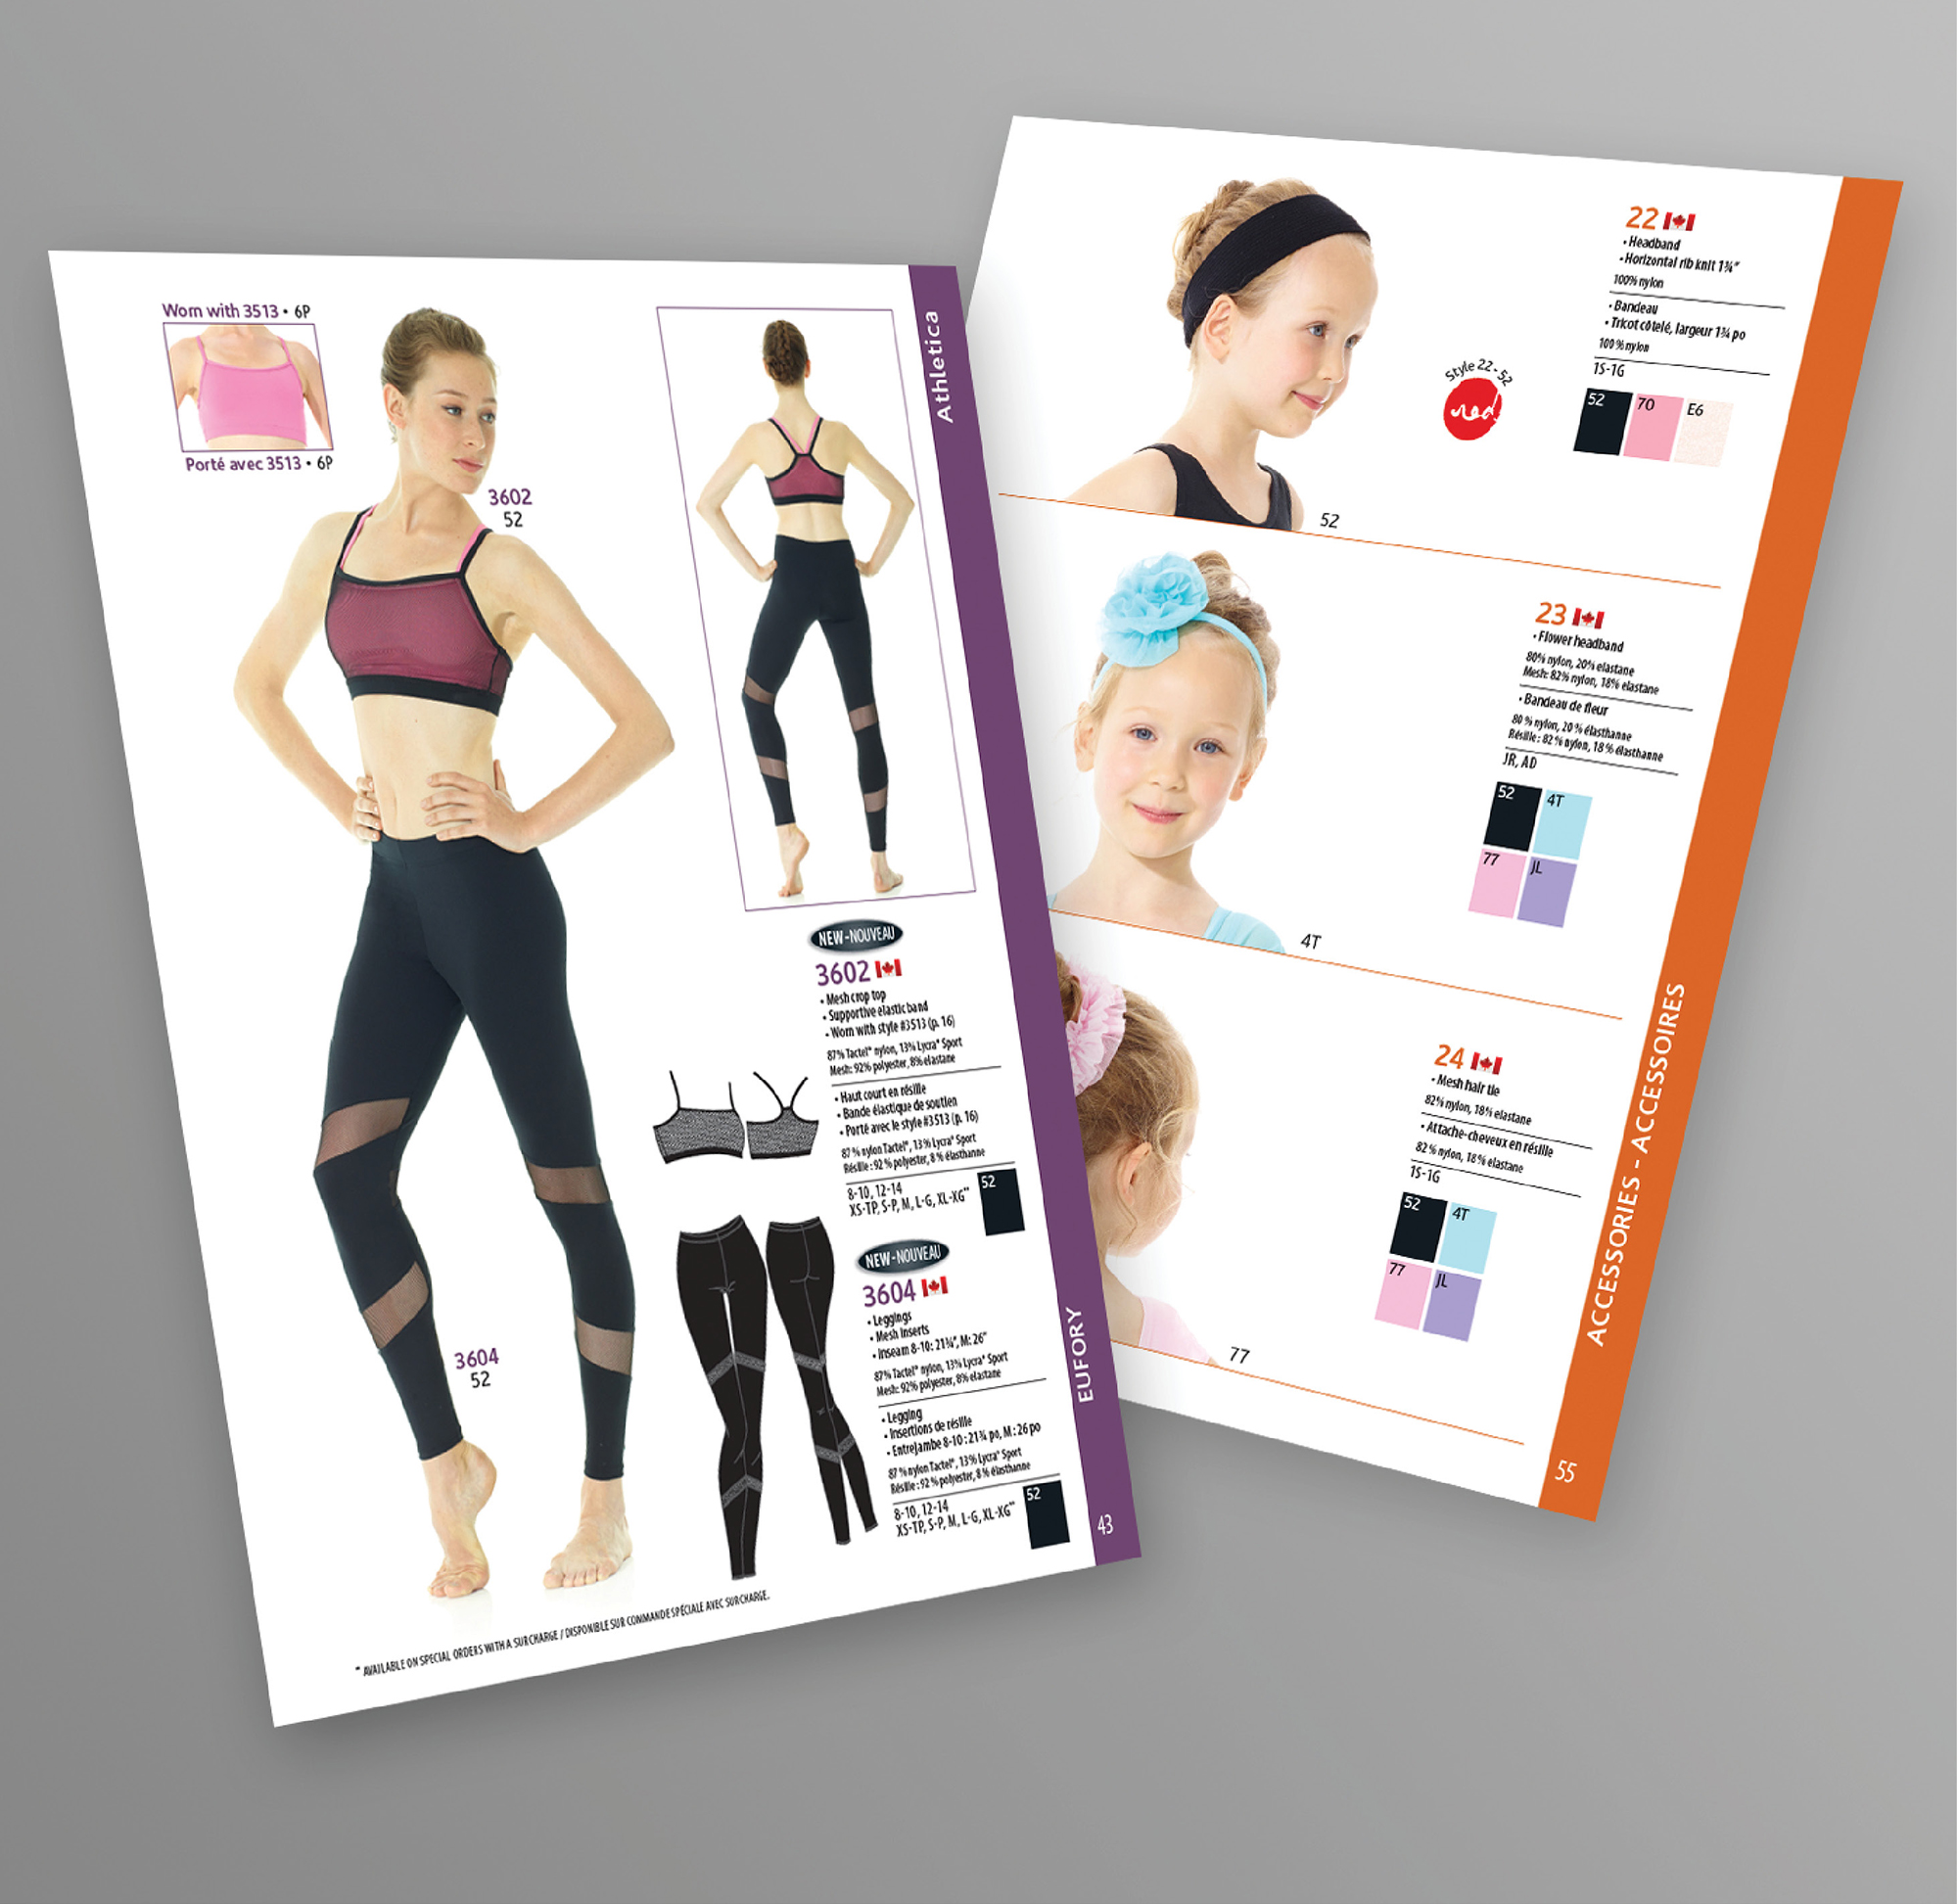 Worn with 3513 • 6P
Porté avec 3513 • 6P
3602
52
3604
52
NEW-NOUVEAU
3602
• Mesh crop top
• Supportive elastic band
• Worn with style #3513 (p. 16)
87% Tactel® nylon, 13% Lycra® Sport
Mesh: 92% polyester, 8% elastane
• Haut court en résille
• Bande élastique de soutien
• Porté avec le style #3513 (p. 16)
87 % nylon Tactel®, 13 % Lycra® Sport
Résille : 92 % polyester, 8 % élasthanne
8-10, 12-14
XS-TP, S-P, M, L-G, XL-XG**
52
NEW-NOUVEAU
3604
• Leggings
• Mesh inserts
• Inseam 8-10: 21¾", M: 26"
87% Tactel® nylon, 13% Lycra® Sport
Mesh: 92% polyester, 8% elastane
• Legging
• Insertions de résille
• Entrejambe 8-10 : 21¾ po, M : 26 po
87 % nylon Tactel®, 13% Lycra® Sport
Résille : 92 % polyester, 8 % élasthanne
8-10, 12-14
XS-TP, S-P, M, L-G, XL-XG**
52
** AVAILABLE ON SPECIAL ORDERS WITH A SURCHARGE / DISPONIBLE SUR COMMANDE SPÉCIALE AVEC SURCHARGE.
Athletica
EUFORY
43
22
• Headband
• Horizontal rib knit 1¾"
100% nylon
• Bandeau
• Tricot côtelé, largeur 1¾ po
100 % nylon
1S-1G
52
70
E6
Style 22 - 52
red
52
23
• Flower headband
80% nylon, 20% elastane
Mesh: 82% nylon, 18% elastane
• Bandeau de fleur
80 % nylon, 20 % élasthanne
Résille : 82 % nylon, 18 % élasthanne
JR, AD
52
4T
77
JL
4T
24
• Mesh hair tie
82% nylon, 18% elastane
• Attache-cheveux en résille
82 % nylon, 18 % elastane
1S-1G
52
4T
77
JL
77
ACCESSORIES - ACCESSOIRES
55